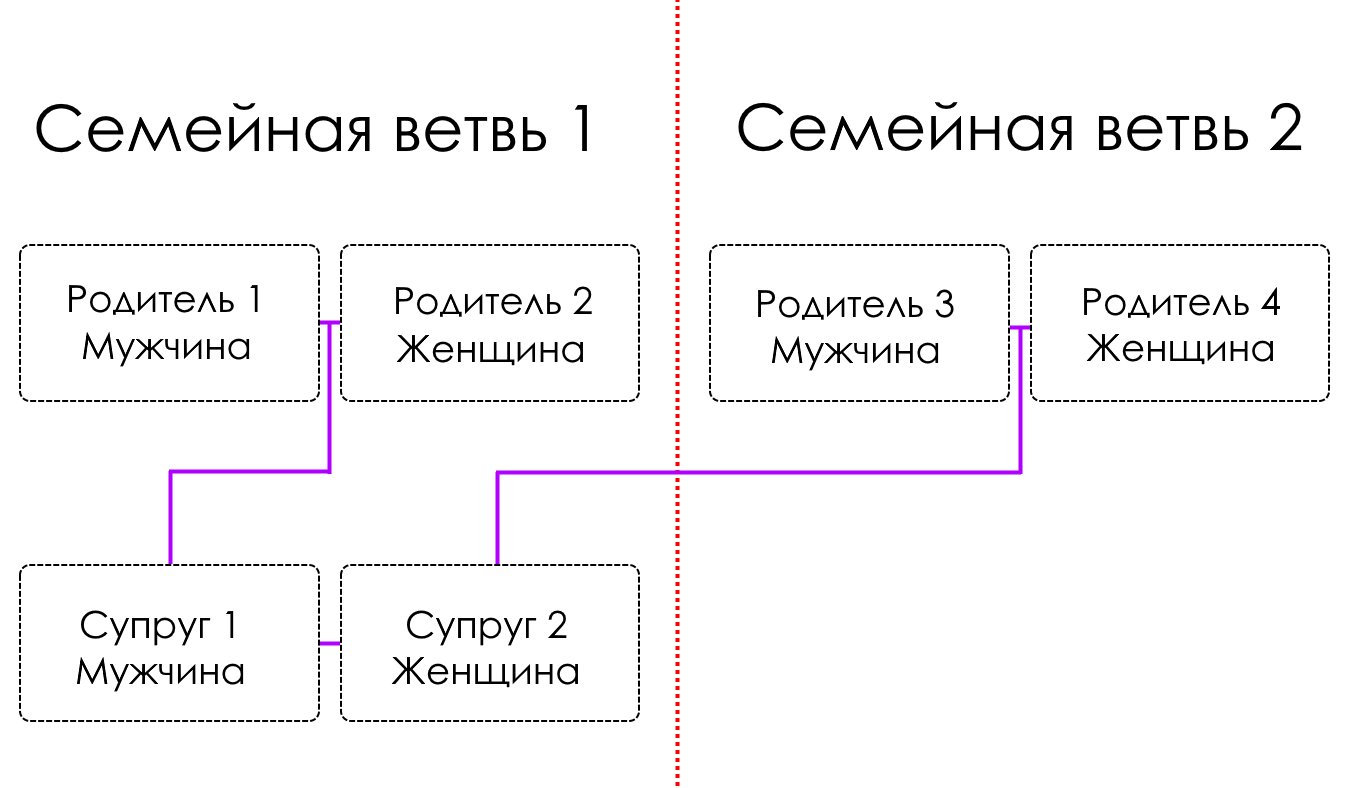 Семейная ветвь 1
Семейная ветвь 2
Родитель 1
Мужчина
Родитель 2
Женщина
Родитель 3
Мужчина
Родитель 4
Женщина
Супруг 1
Мужчина
Супруг 2
Женщина